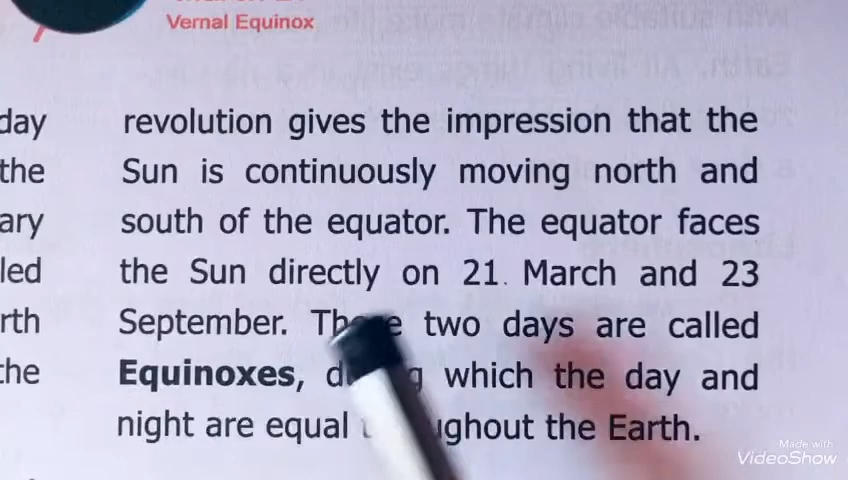 Vernal Equinox
day
the
ary
led
rth
the
revolution gives the impression that the
Sun is continuously moving north and
south of the equator. The equator faces
the Sun directly on 21 March and 23
September. two days are called
Equinoxes, which the day and
night are equal the Earth.
Made with
VideoShow